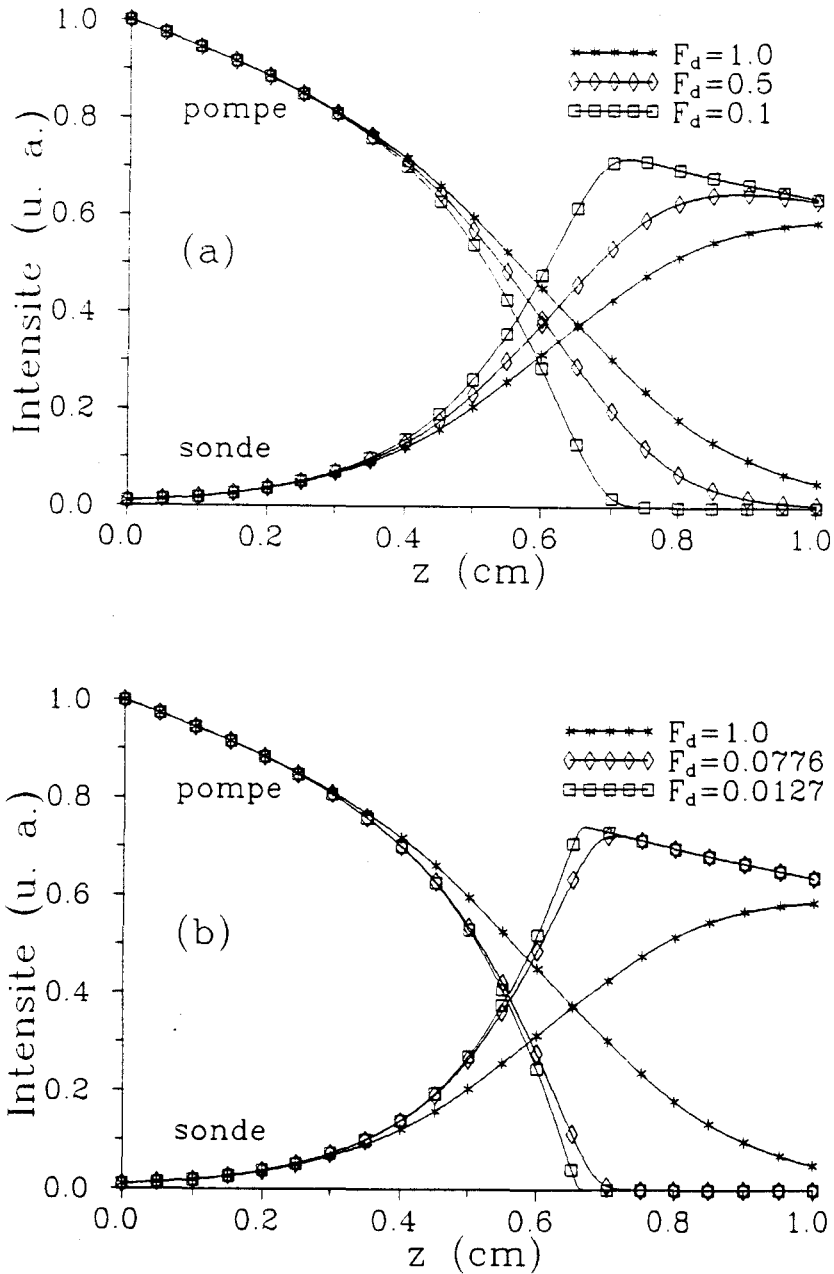 1.0
0.8
0.6
0.4
0.2
0.0
Intensite (u. a.)
pompe
(a)
sonde
F_d=1.0
F_d=0.5
F_d=0.1
0.0 0.2 0.4 0.6 0.8 1.0
z (cm)
1.0
0.8
0.6
0.4
0.2
0.0
Intensite (u. a.)
pompe
(b)
sonde
F_d=1.0
F_d=0.0776
F_d=0.0127
0.0 0.2 0.4 0.6 0.8 1.0
z (cm)